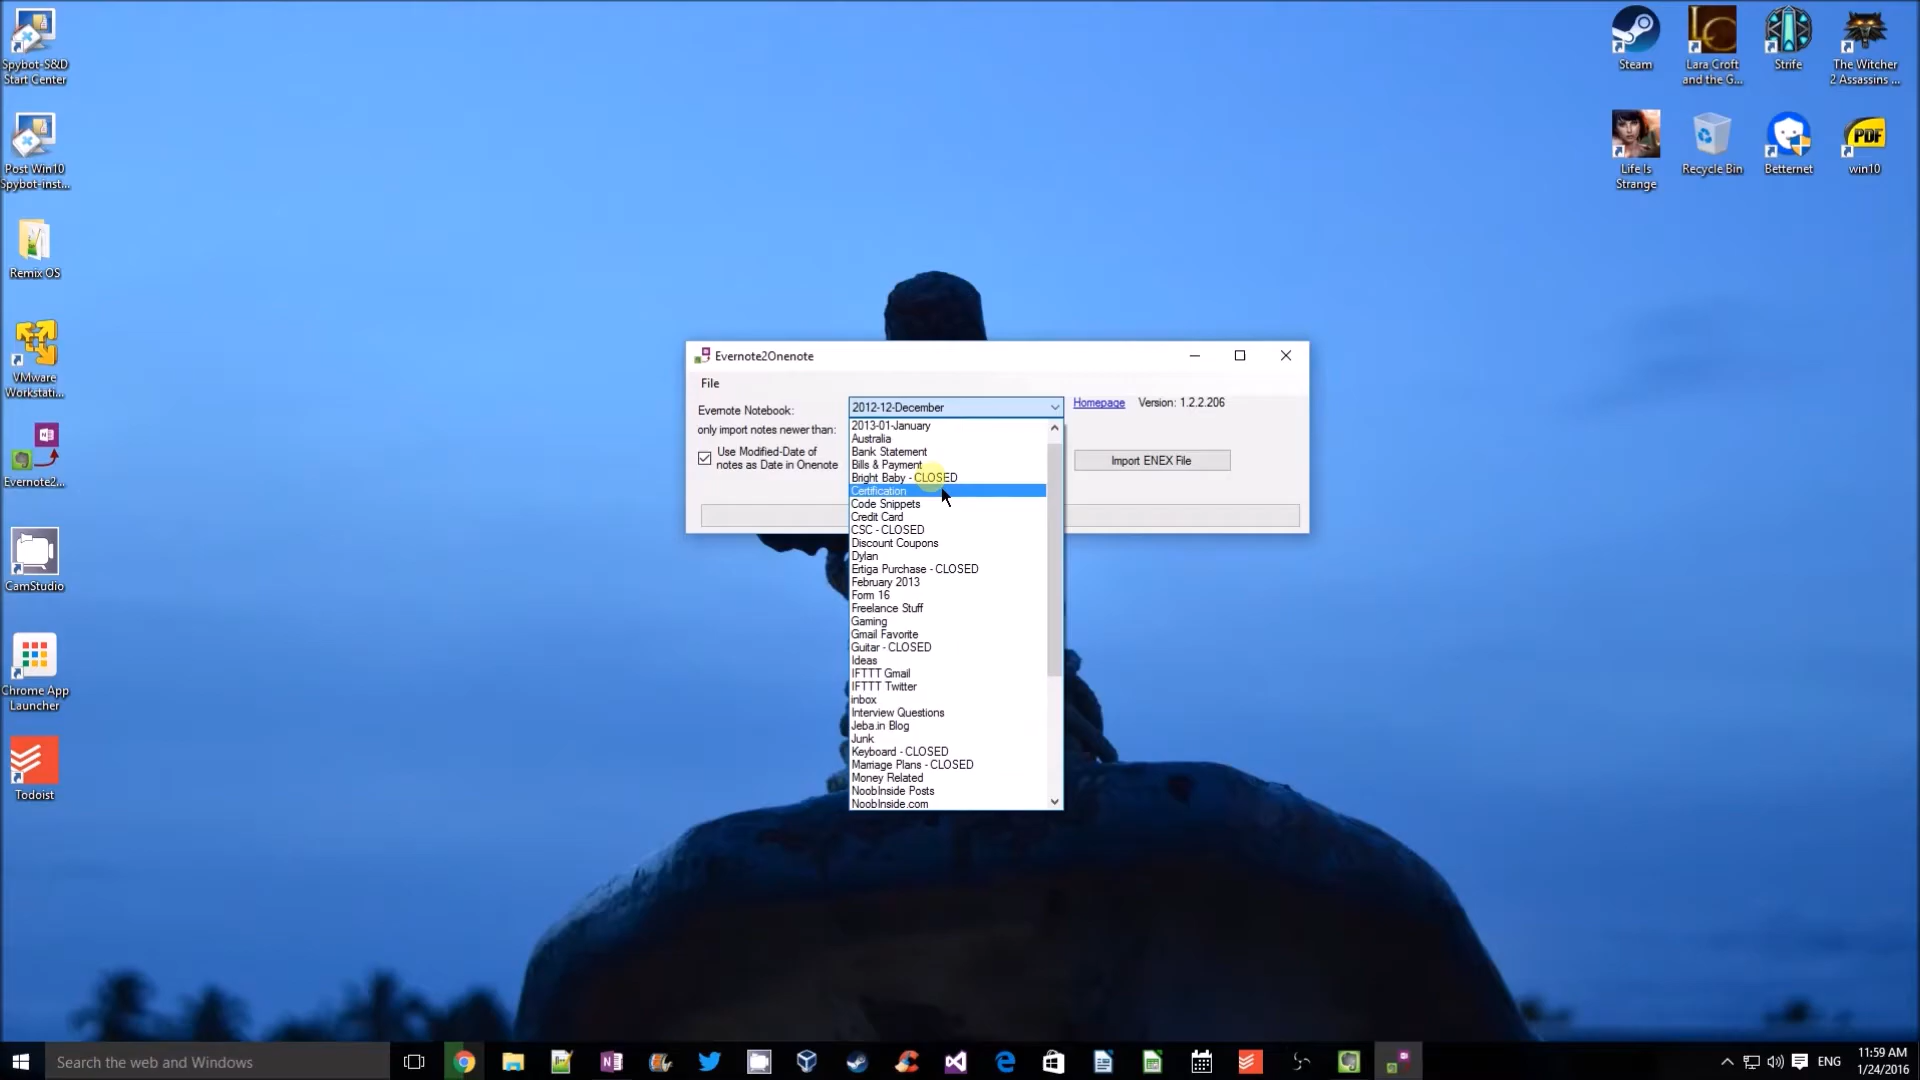 Spybot-S&D
Start Center
Post Win10
Spybot-inst...
Remix OS
VMware
Workstati...
Evernote2...
CamStudio
Chrome App
Launcher
Todoist
Steam
Lara Croft
and the G...
Strife
The Witcher
2 Assassins ...
Life Is
Strange
Recycle Bin
Betternet
PDF
win10
Evernote2Onenote
File
Evernote Notebook:
2012-12-December
Homepage
Version: 1.2.2.206
only import notes newer than:
Use Modified-Date of
notes as Date in Onenote
Import ENEX File
2013-01-January
Australia
Bank Statement
Bills & Payment
Bright Baby - CLOSED
Certification
Code Snippets
Credit Card
CSC - CLOSED
Discount Coupons
Dylan
Ertiga Purchase - CLOSED
February 2013
Form 16
Freelance Stuff
Gaming
Gmail Favorite
Guitar - CLOSED
Ideas
IFTTT Gmail
IFTTT Twitter
inbox
Interview Questions
Jeba.in Blog
Junk
Keyboard - CLOSED
Marriage Plans - CLOSED
Money Related
NoobInside Posts
NoobInside.com
Search the web and Windows
ENG
11:59 AM
1/24/2016